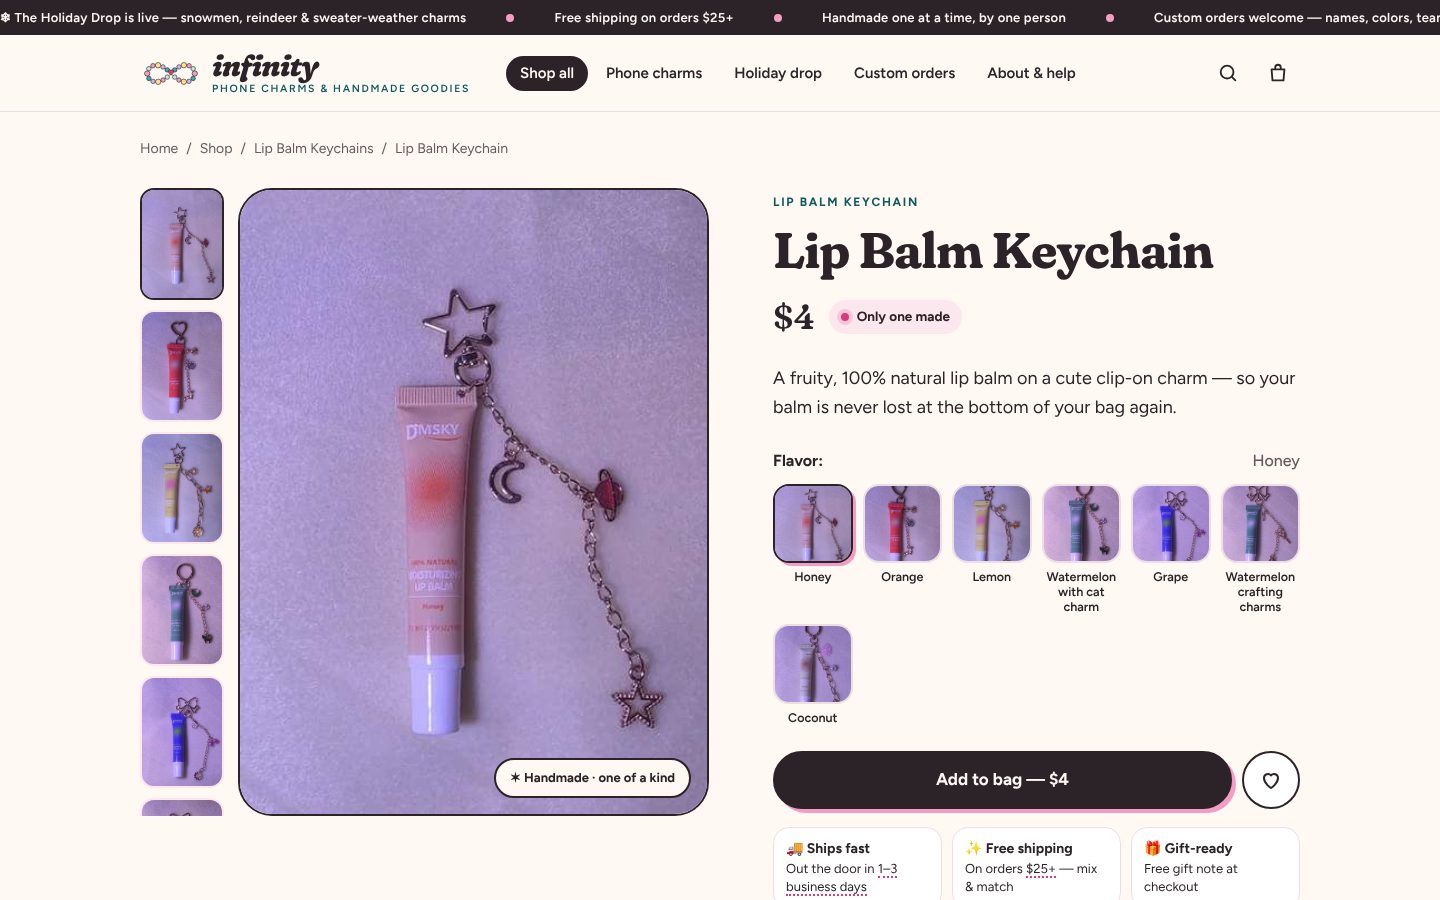 ❄ The Holiday Drop is live — snowmen, reindeer & sweater-weather charms
Free shipping on orders $25+
Handmade one at a time, by one person
Custom orders welcome — names, colors,
infinity
PHONE CHARMS & HANDMADE GOODIES
Shop all
Phone charms
Holiday drop
Custom orders
About & help
Home / Shop / Lip Balm Keychains / Lip Balm Keychain
DMSKY
100% NATURAL
MOISTURIZING
LIP BALM
Honey
✶ Handmade · one of a kind
LIP BALM KEYCHAIN
Lip Balm Keychain
$4
Only one made
A fruity, 100% natural lip balm on a cute clip-on charm — so your
balm is never lost at the bottom of your bag again.
Flavor:
Honey
Honey
Orange
Lemon
Watermelon
with cat
charm
Grape
Watermelon
crafting
charms
Coconut
Add to bag — $4
🚚 Ships fast
Out the door in 1–3
business days
✨ Free shipping
On orders $25+ — mix
& match
🎁 Gift-ready
Free gift note at
checkout